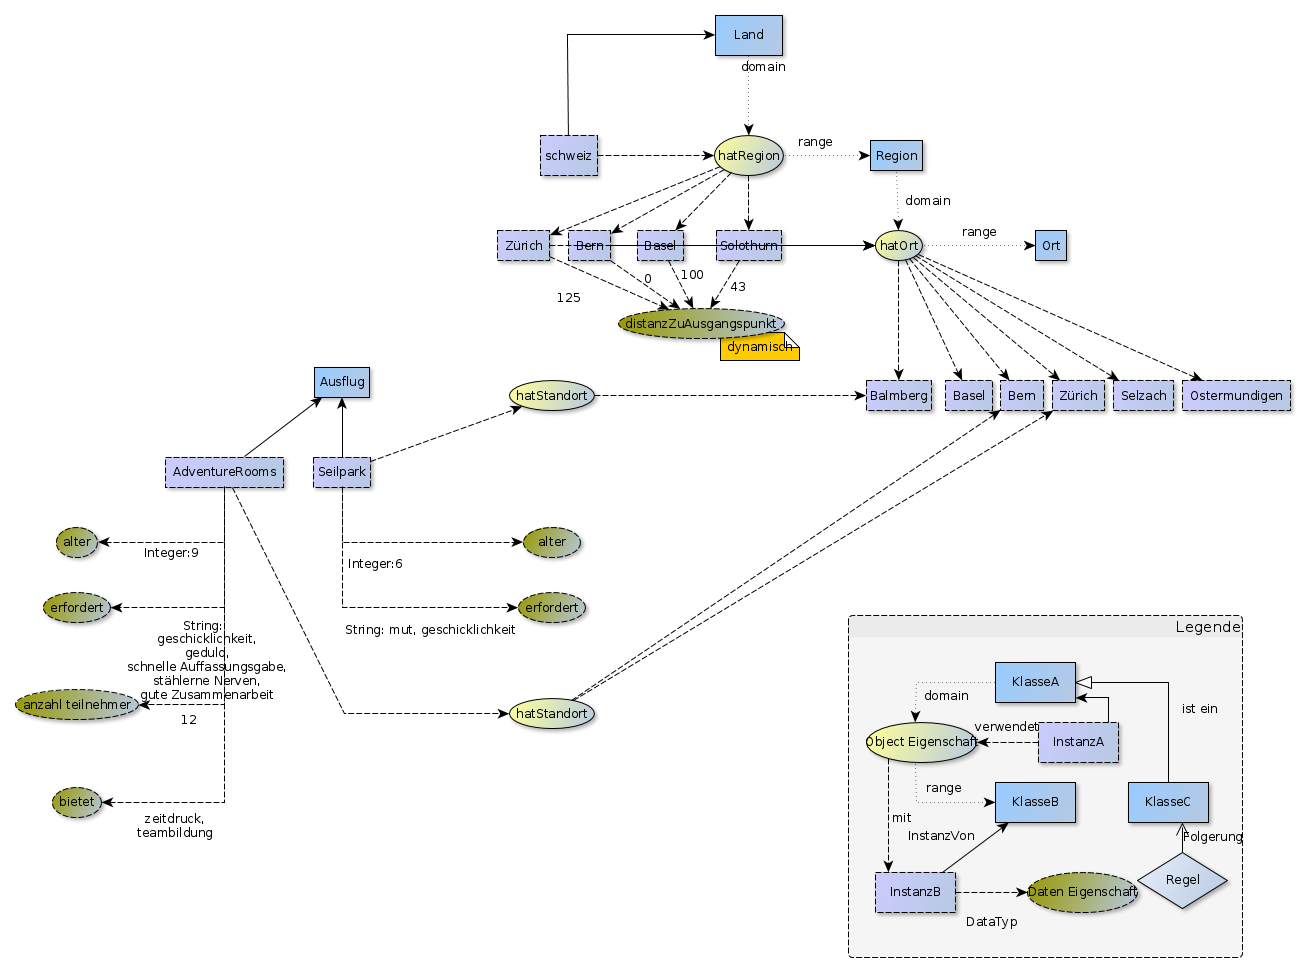 Land
domain
schweiz
hatRegion
range
Region
domain
Zürich
Bern
Basel
Solothurn
hatOrt
range
Ort
125
0
100
43
distanzZuAusgangspunkt
dynamisch
Ausflug
hatStandort
Balmberg
Basel
Bern
Zürich
Selzach
Ostermundigen
AdventureRooms
Seilpark
alter
Integer:9
Integer:6
alter
erfordert
erfordert
String:
geschicklichkeit,
geduld,
schnelle Auffassungsgabe,
stählerne Nerven,
gute Zusammenarbeit
String: mut, geschicklichkeit
anzahl teilnehmer
12
hatStandort
bietet
zeitdruck,
teambildung
Legende
KlasseA
domain
ist ein
Object Eigenschaft
verwendet
InstanzA
range
KlasseB
KlasseC
mit
InstanzVon
Folgerung
InstanzB
Daten Eigenschaft
Regel
DataTyp